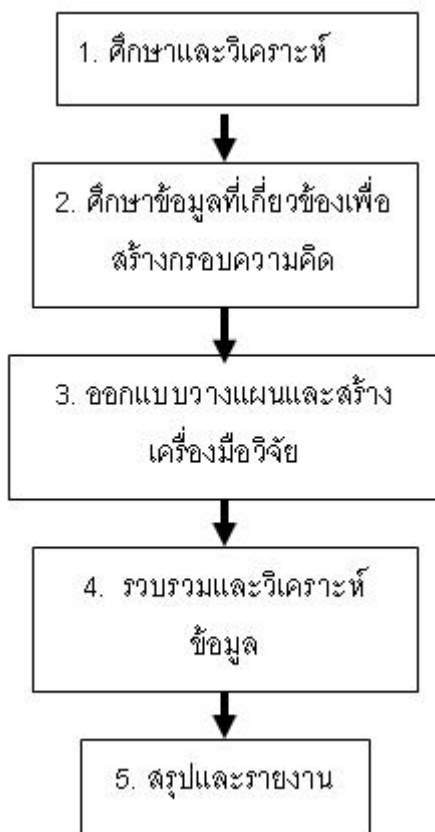 1. ศึกษาและวิเคราะห์
2. ศึกษาข้อมูลที่เกี่ยวข้องเพื่อ
สร้างกรอบความคิด
3. ออกแบบวางแผนและสร้าง
เครื่องมือวิจัย
4. รวบรวมและวิเคราะห์
ข้อมูล
5. สรุปและรายงาน